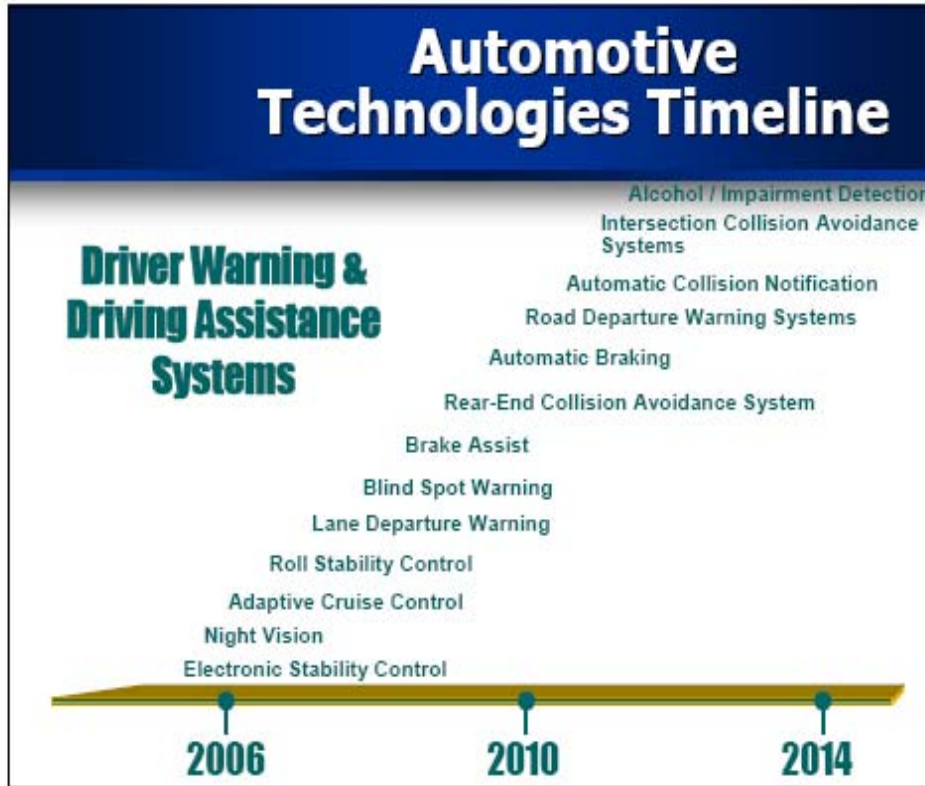 Automotive
Technologies Timeline
Alcohol / Impairment Detection
Intersection Collision Avoidance
Systems
Driver Warning &
Driving Assistance
Systems
Automatic Collision Notification
Road Departure Warning Systems
Automatic Braking
Rear-End Collision Avoidance System
Brake Assist
Blind Spot Warning
Lane Departure Warning
Roll Stability Control
Adaptive Cruise Control
Night Vision
Electronic Stability Control
2006
2010
2014